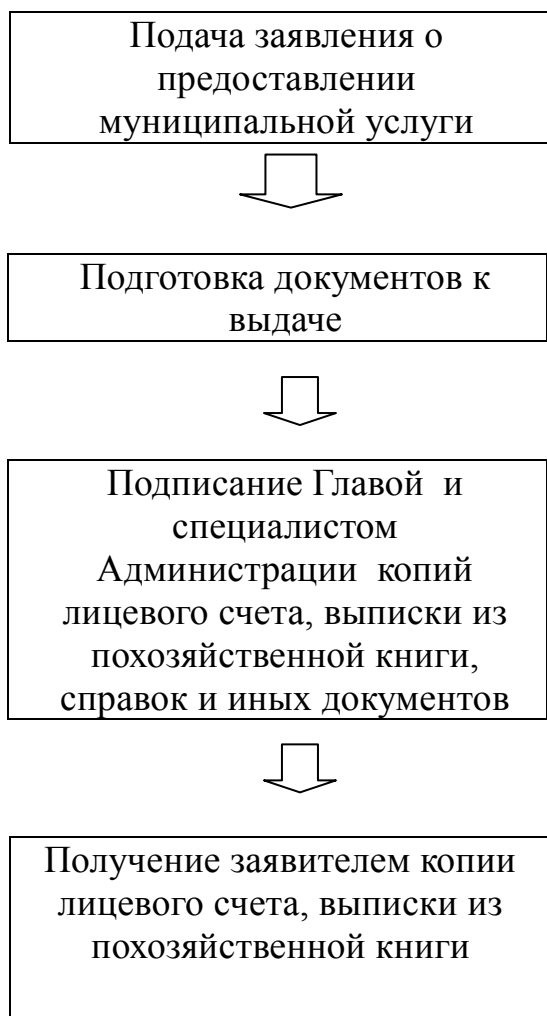 Подача заявления о
предоставлении
муниципальной услуги
Подготовка документов к
выдаче
Подписание Главой и
специалистом
Администрации копий
лицевого счета, выписки из
похозяйственной книги,
справок и иных документов
Получение заявителем копии
лицевого счета, выписки из
похозяйственной книги